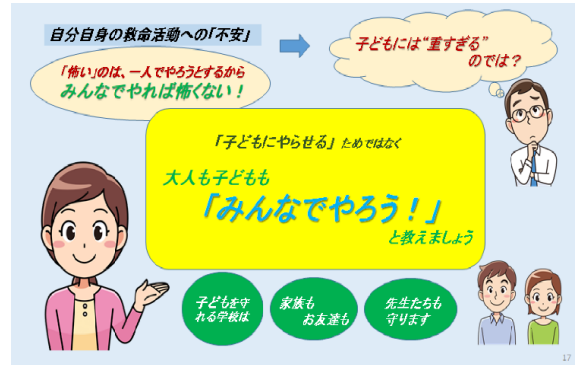 自分自身の救命活動への「不安」
子どもには“重すぎる”
のでは？
「怖い」のは、一人でやろうとするから
みんなでやれば怖くない！
「子どもにやらせる」ためではなく
大人も子どもも
「みんなでやろう！」
と教えましょう
子どもを守
れる学校は
家族も
お友達も
先生たちも
守ります
17